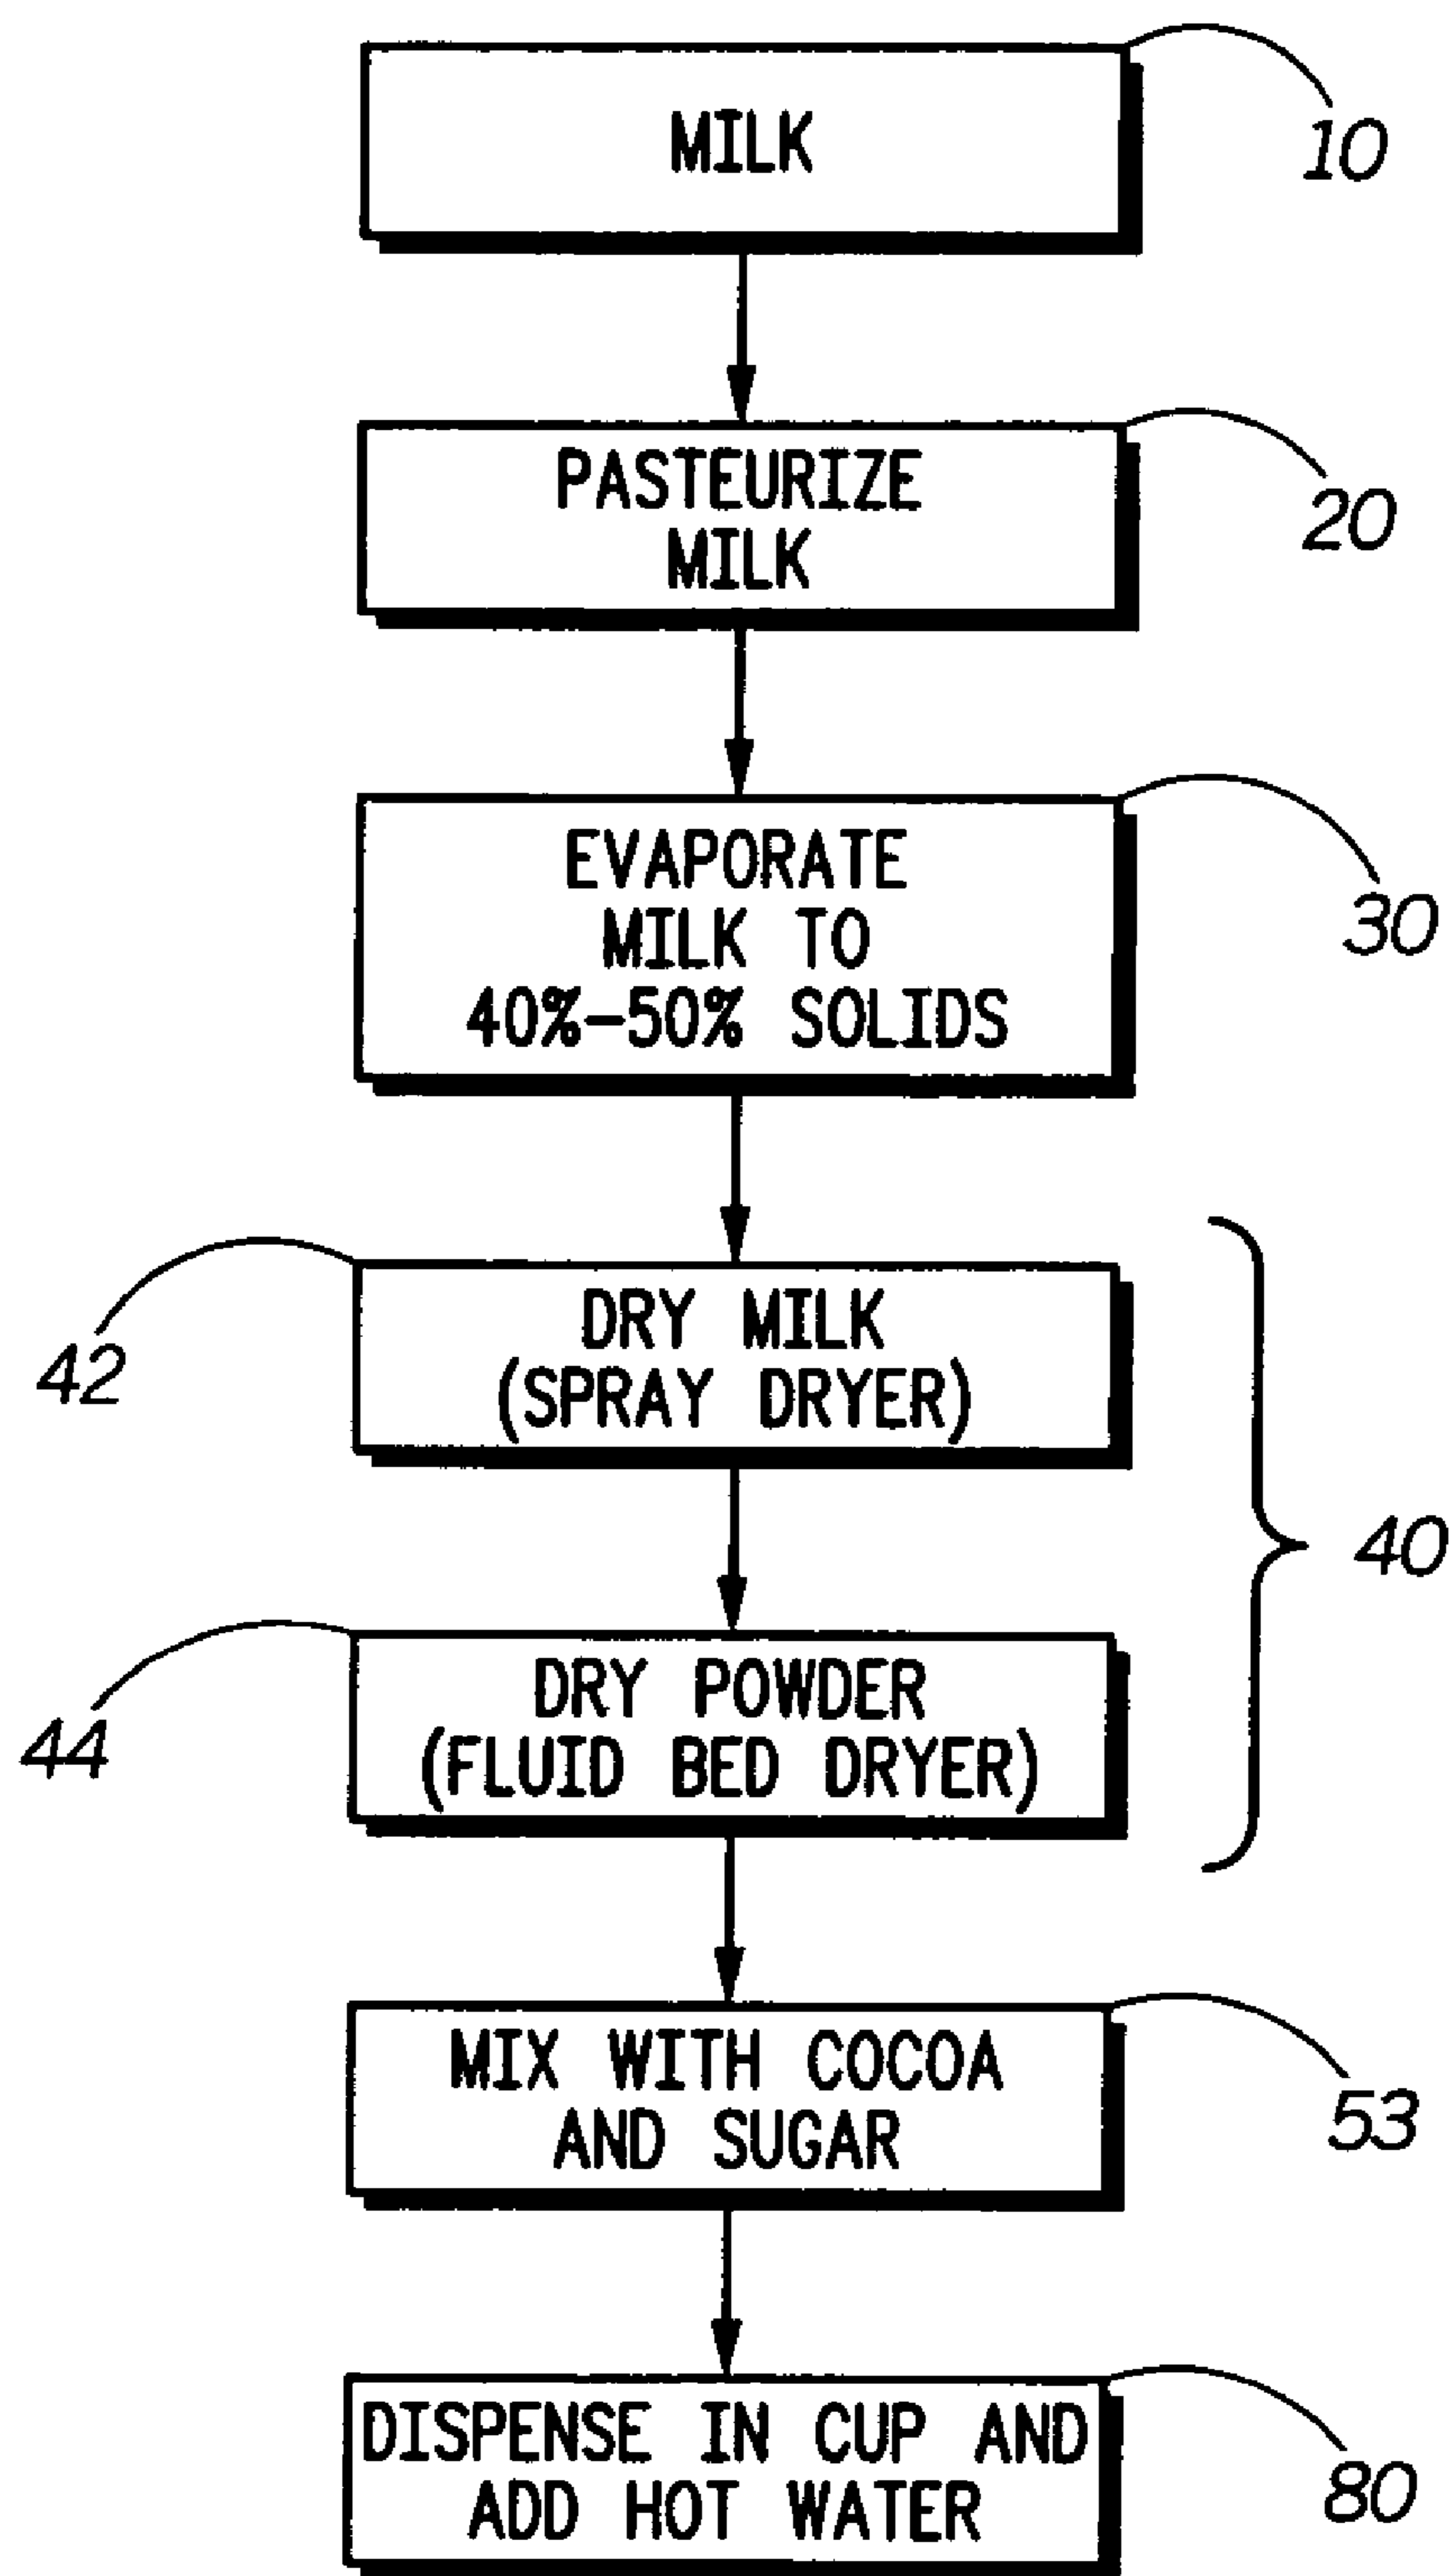 MILK
10
PASTEURIZE
MILK
20
EVAPORATE
MILK TO
40%-50% SOLIDS
30
DRY MILK
(SPRAY DRYER)
42
40
DRY POWDER
(FLUID BED DRYER)
44
MIX WITH COCOA
AND SUGAR
53
DISPENSE IN CUP AND
ADD HOT WATER
80